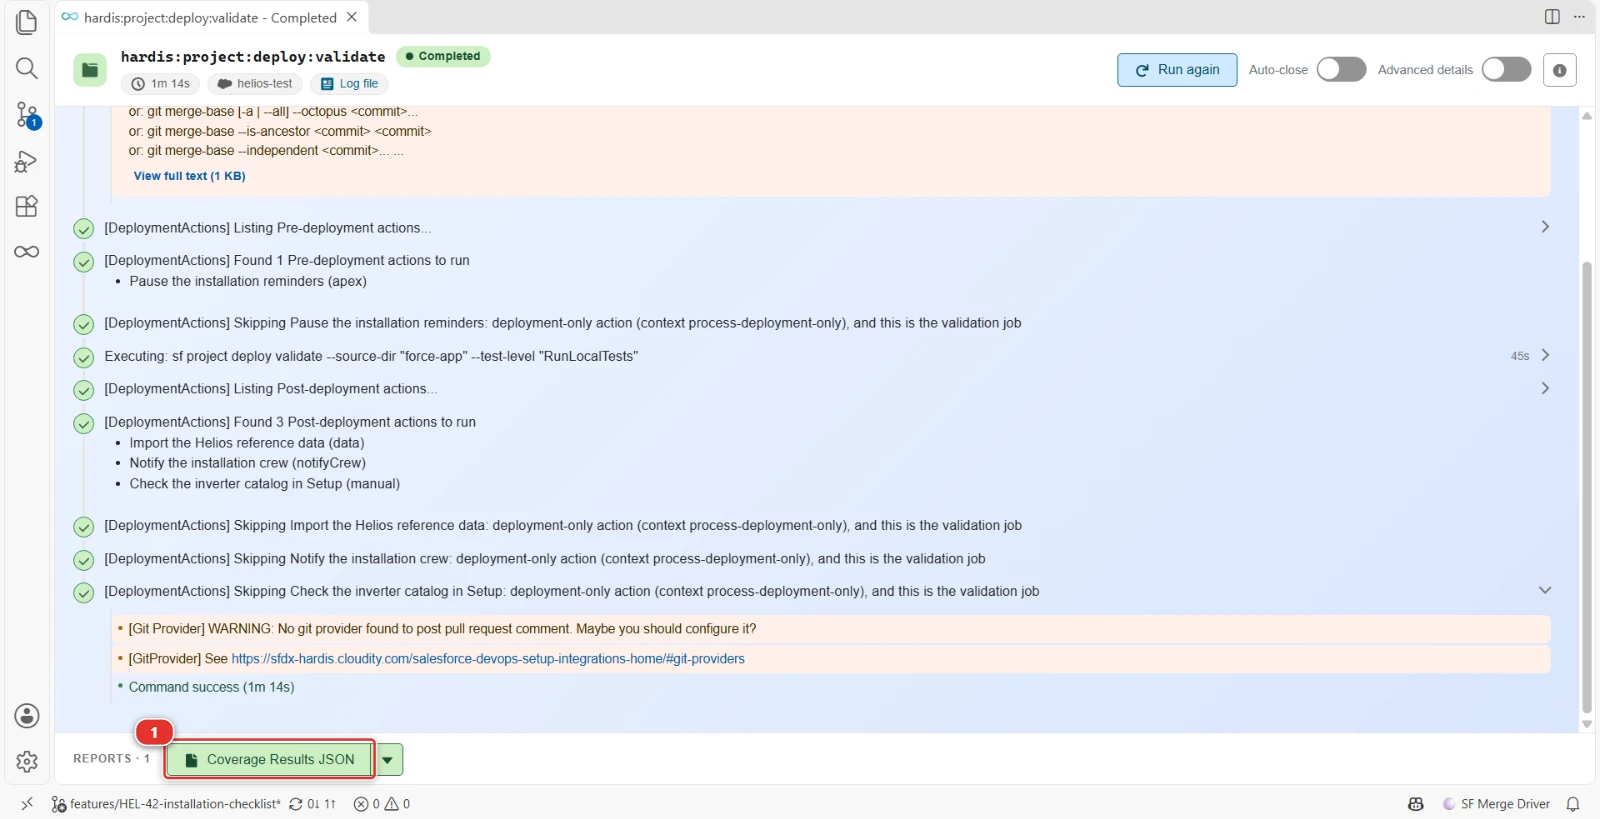 hardis:project:deploy:validate - Completed
hardis:project:deploy:validate
Completed
1m 14s
helios-test
Log file
Run again
Auto-close
Advanced details
or: git merge-base [-a | --all] --octopus <commit>...
or: git merge-base --is-ancestor <commit> <commit>
or: git merge-base --independent <commit>... ...
View full text (1 KB)
1
[DeploymentActions] Listing Pre-deployment actions...
[DeploymentActions] Found 1 Pre-deployment actions to run
• Pause the installation reminders (apex)
[DeploymentActions] Skipping Pause the installation reminders: deployment-only action (context process-deployment-only), and this is the validation job
Executing: sf project deploy validate --source-dir "force-app" --test-level "RunLocalTests"
45s
[DeploymentActions] Listing Post-deployment actions...
[DeploymentActions] Found 3 Post-deployment actions to run
• Import the Helios reference data (data)
• Notify the installation crew (notifyCrew)
• Check the inverter catalog in Setup (manual)
[DeploymentActions] Skipping Import the Helios reference data: deployment-only action (context process-deployment-only), and this is the validation job
[DeploymentActions] Skipping Notify the installation crew: deployment-only action (context process-deployment-only), and this is the validation job
[DeploymentActions] Skipping Check the inverter catalog in Setup: deployment-only action (context process-deployment-only), and this is the validation job
• [Git Provider] WARNING: No git provider found to post pull request comment. Maybe you should configure it?
• [GitProvider] See https://sfdx-hardis.cloudity.com/salesforce-devops-setup-integrations-home/#git-providers
• Command success (1m 14s)
1
REPORTS · 1
Coverage Results JSON
features/HEL-42-installation-checklist*
0↓ 1↑
0
0
SF Merge Driver